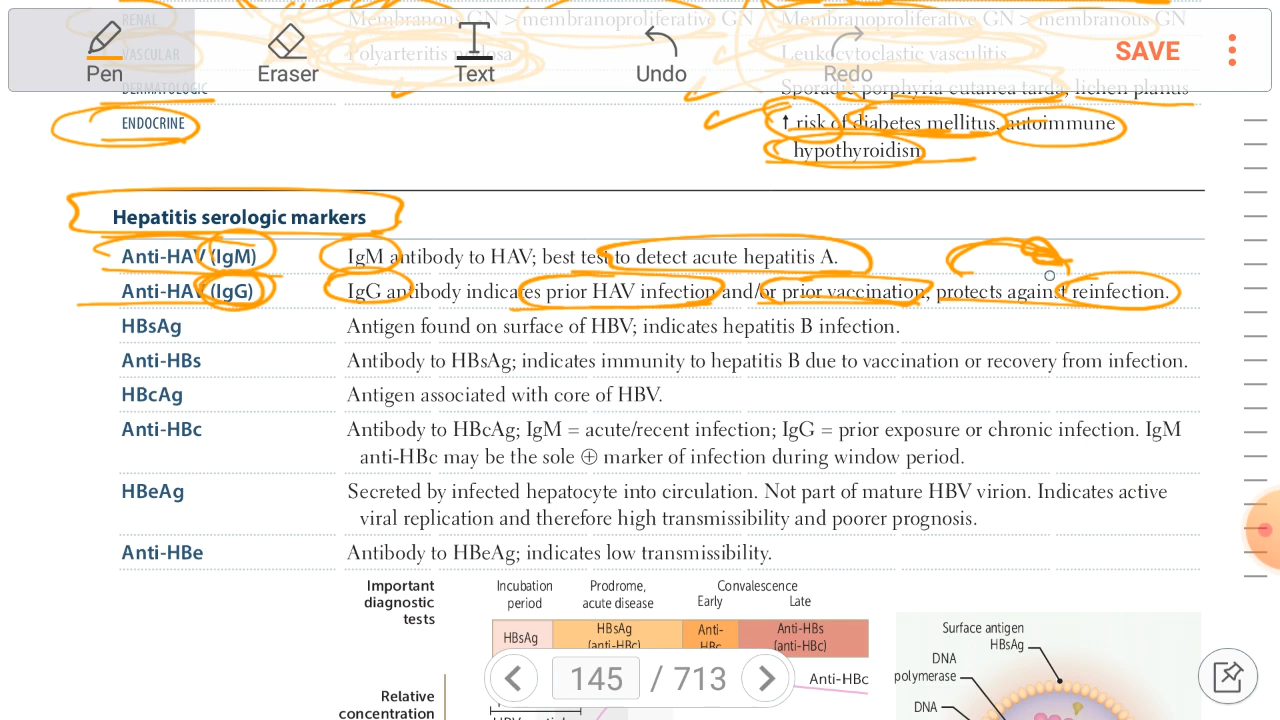 RENAL Membranous GN > membranoproliferative GN Membranoproliferative GN > membranous GN
VASCULAR Polyarteritis nodosa Leukocytoclastic vasculitis
Pen Eraser Text Undo Redo SAVE
DERMATOLOGIC Sporadic porphyria cutanea tarda, lichen planus
ENDOCRINE ↑ risk of diabetes mellitus, autoimmune
hypothyroidism
Hepatitis serologic markers
Anti-HAV (IgM) IgM antibody to HAV; best test to detect acute hepatitis A.
Anti-HAV (IgG) IgG antibody indicates prior HAV infection and/or prior vaccination; protects against reinfection.
HBsAg Antigen found on surface of HBV; indicates hepatitis B infection.
Anti-HBs Antibody to HBsAg; indicates immunity to hepatitis B due to vaccination or recovery from infection.
HBcAg Antigen associated with core of HBV.
Anti-HBc Antibody to HBcAg; IgM = acute/recent infection; IgG = prior exposure or chronic infection. IgM
anti-HBc may be the sole ⊕ marker of infection during window period.
HBeAg Secreted by infected hepatocyte into circulation. Not part of mature HBV virion. Indicates active
viral replication and therefore high transmissibility and poorer prognosis.
Anti-HBe Antibody to HBeAg; indicates low transmissibility.
Important
diagnostic
tests
Incubation
period
Prodrome,
acute disease
Convalescence
Early Late
HBsAg
HBsAg
(anti-HBc)
Anti-
HBc
Anti-HBs
(anti-HBc)
145 / 713
Anti-HBc
Relative
concentration
Surface antigen
HBsAg
DNA
polymerase
DNA